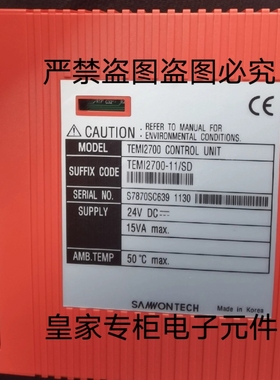 严禁盗图盗图必究
CE
CAUTION - REFER TO MANUAL FOR
ENVIRONMENTAL CONDITIONS.
MODEL TEMI2700 CONTROL UNIT
SUFFIX CODE TEMI2700-11/SD
SERIAL NO. S7870SC639 1130
SUPPLY 24V DC
15VA max.
AMB.TEMP 50°C max.
SAMWONTECH Made in Korea
皇家专柜电子元件